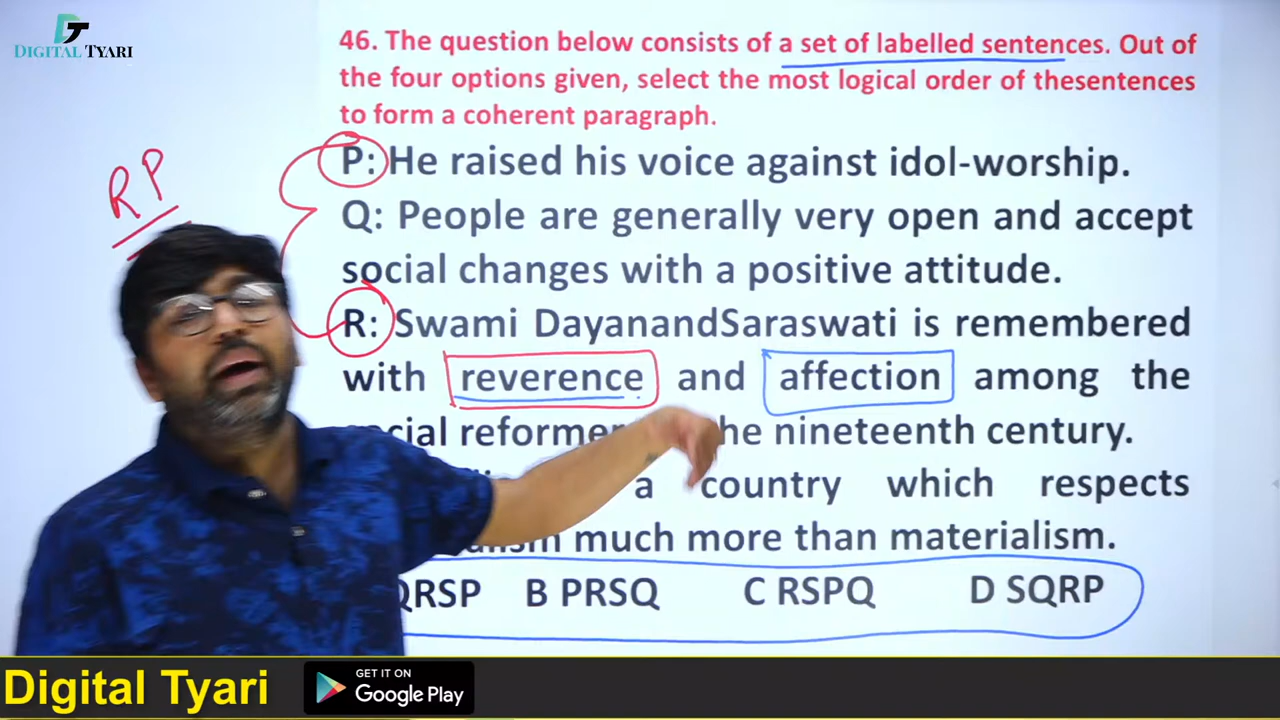 DT
DIGITAL TYARI
46. The question below consists of a set of labelled sentences. Out of
the four options given, select the most logical order of thesentences
to form a coherent paragraph.
RP
P: He raised his voice against idol-worship.
Q: People are generally very open and accept
social changes with a positive attitude.
R: Swami DayanandSaraswati is remembered
with reverence and affection among the
reformers the nineteenth century.
a country which respects
much more than materialism.
QRSP B PRSQ C RSPQ D SQRP
Digital Tyari
GET IT ON
Google Play